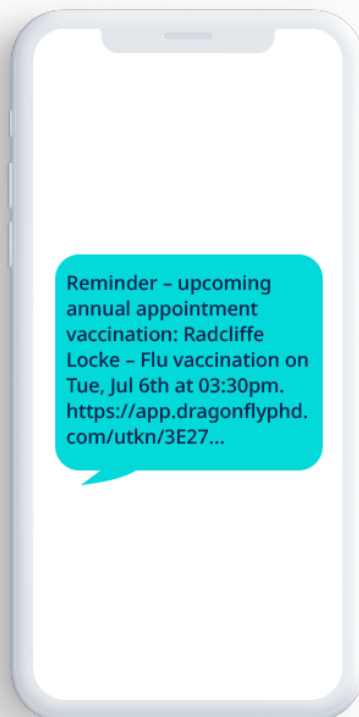 Reminder – upcoming
annual appointment
vaccination: Radcliffe
Locke – Flu vaccination on
Tue, Jul 6th at 03:30pm.
https://app.dragonflyphd.
com/utkn/3E27...